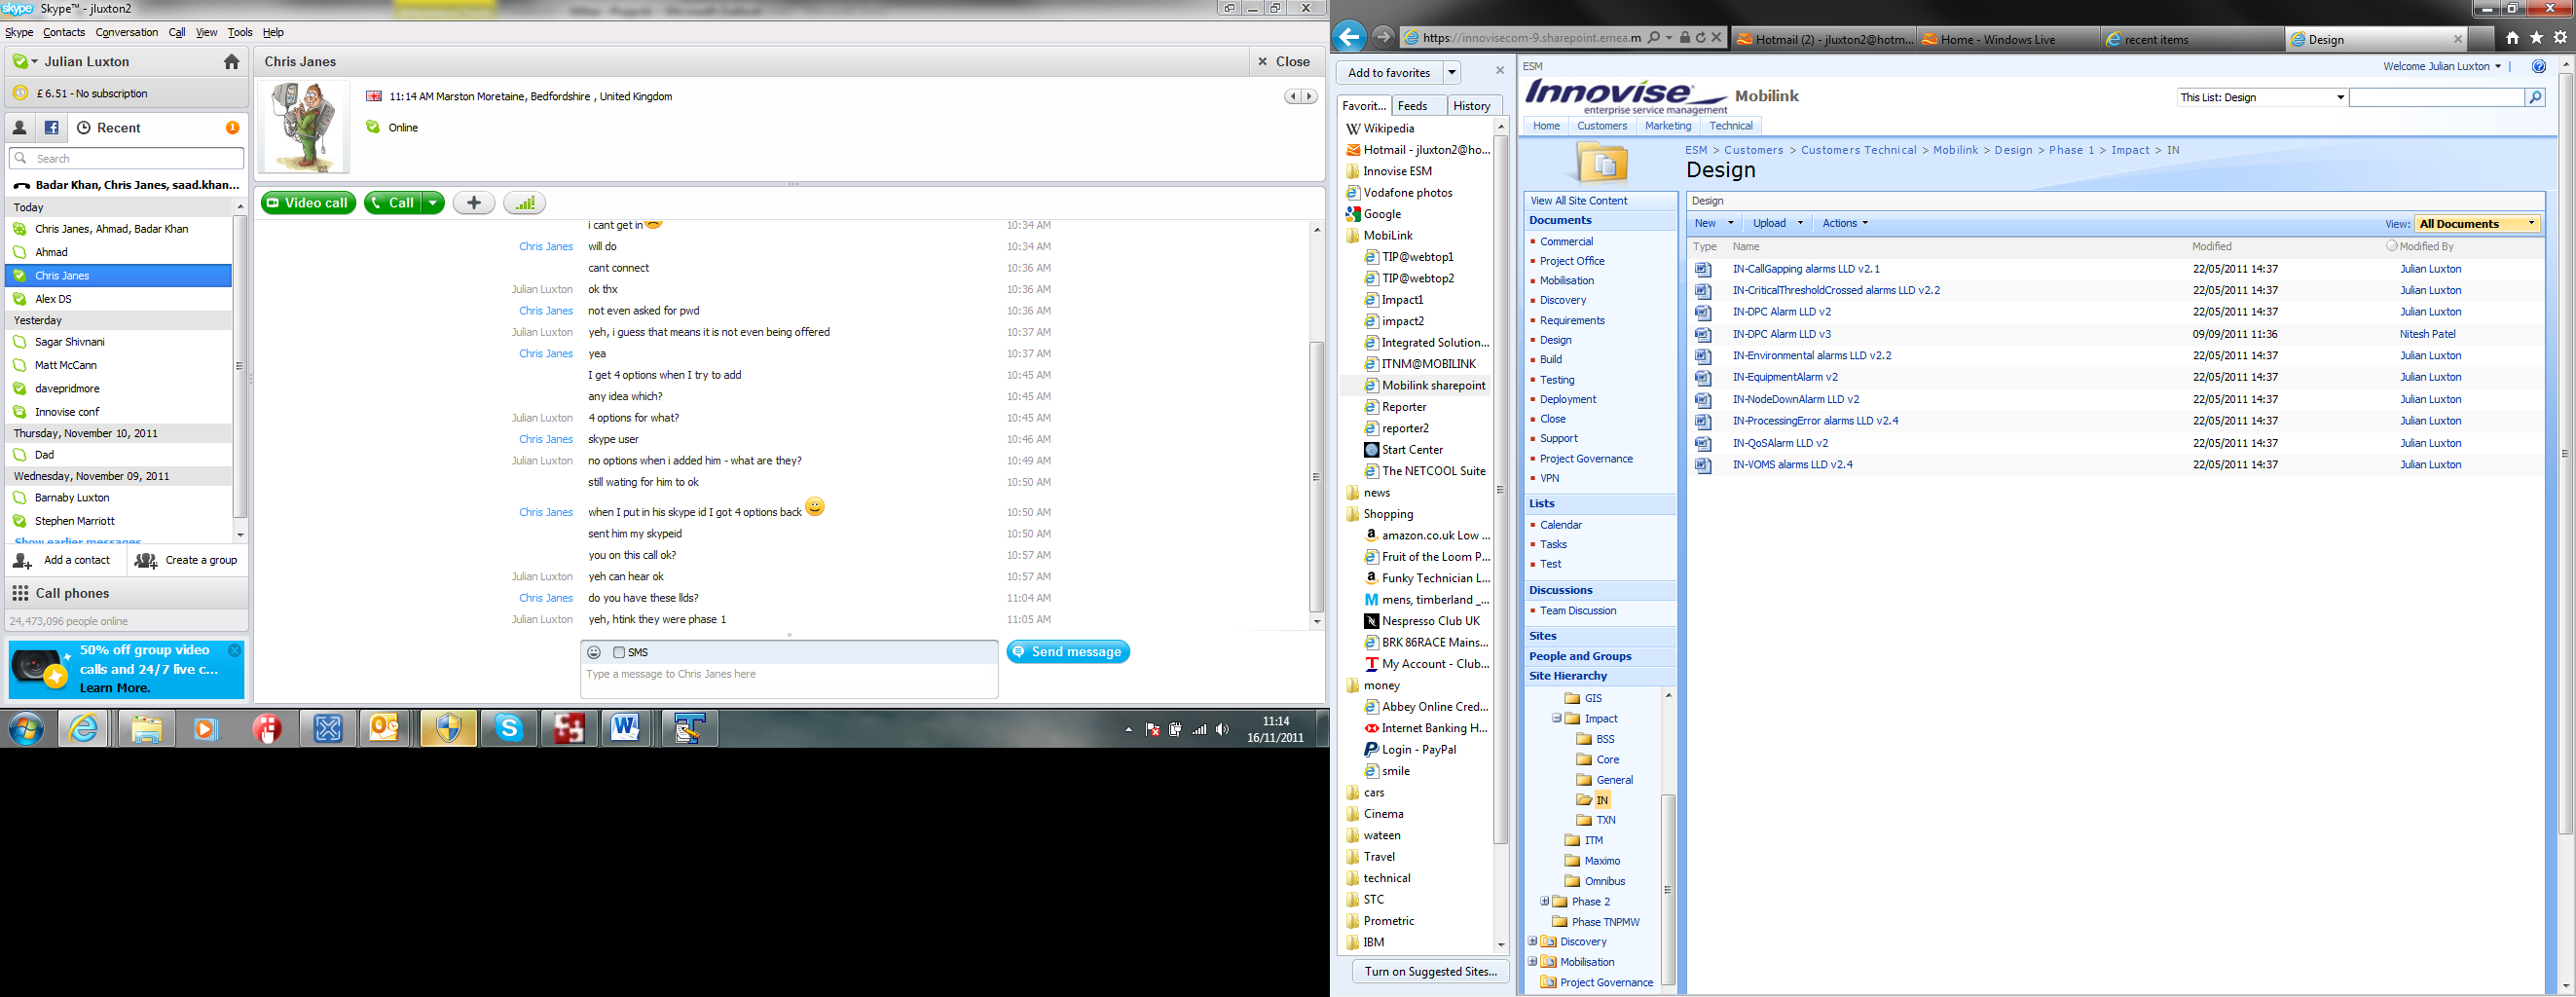 Skype™ - jluxton2
Skype Contacts Conversation Call View Tools Help
Julian Luxton
£ 6.51 - No subscription
Recent
1
Search
Badar Khan, Chris Janes, saad.khan...
Today
Chris Janes, Ahmad, Badar Khan
Ahmad
Chris Janes
Alex DS
Yesterday
Sagar Shivnani
Matt McCann
davepridmore
Innovise conf
Thursday, November 10, 2011
Dad
Wednesday, November 09, 2011
Barnaby Luxton
Stephen Marriott
Show earlier messages
Add a contact
Create a group
Call phones
24,473,096 people online
50% off group video
calls and 24/7 live c...
Learn More.
Chris Janes
Close
11:14 AM Marston Moretaine, Bedfordshire , United Kingdom
Online
Video call
Call
i cant get in 10:34 AM
Chris Janes will do 10:34 AM
cant connect 10:36 AM
Julian Luxton ok thx 10:36 AM
Chris Janes not even asked for pwd 10:36 AM
Julian Luxton yeh, i guess that means it is not even being offered 10:37 AM
Chris Janes yea 10:37 AM
I get 4 options when I try to add 10:45 AM
any idea which? 10:45 AM
Julian Luxton 4 options for what? 10:45 AM
Chris Janes skype user 10:46 AM
Julian Luxton no options when i added him - what are they? 10:49 AM
still wating for him to ok 10:50 AM
Chris Janes when I put in his skype id I got 4 options back 10:50 AM
sent him my skypeid 10:50 AM
you on this call ok? 10:57 AM
Julian Luxton yeh can hear ok 10:57 AM
Chris Janes do you have these llds? 11:04 AM
Julian Luxton yeh, htink they were phase 1 11:05 AM
SMS
Send message
Type a message to Chris Janes here
11:14
16/11/2011
https://innovisecom-9.sharepoint.emea.m
Hotmail (2) - jluxton2@hotm...
Home - Windows Live
recent items
Design
Add to favorites
Favorit... Feeds History
Wikipedia
Hotmail - jluxton2@ho...
Innovise ESM
Vodafone photos
Google
MobiLink
TIP@webtop1
TIP@webtop2
Impact1
impact2
Integrated Solution...
ITNM@MOBILINK
Mobilink sharepoint
Reporter
reporter2
Start Center
The NETCOOL Suite
news
Shopping
amazon.co.uk Low ...
Fruit of the Loom P...
Funky Technician L...
mens, timberland _...
Nespresso Club UK
BRK 86RACE Mains...
My Account - Club...
money
Abbey Online Cred...
Internet Banking H...
Login - PayPal
smile
cars
Cinema
wateen
Travel
technical
STC
Prometric
IBM
Turn on Suggested Sites...
ESM
Welcome Julian Luxton
Innovise
enterprise service management
Mobilink
This List: Design
Home Customers Marketing Technical
ESM > Customers > Customers Technical > Mobilink > Design > Phase 1 > Impact > IN
Design
View All Site Content
Documents
Commercial
Project Office
Mobilisation
Discovery
Requirements
Design
Build
Testing
Deployment
Close
Support
Project Governance
VPN
Lists
Calendar
Tasks
Test
Discussions
Team Discussion
Sites
People and Groups
Site Hierarchy
GIS
Impact
BSS
Core
General
IN
TXN
ITM
Maximo
Omnibus
Phase 2
Phase TNPMW
Discovery
Mobilisation
Project Governance
Design
New Upload Actions View: All Documents
Type Name Modified Modified By
IN-CallGapping alarms LLD v2.1 22/05/2011 14:37 Julian Luxton
IN-CriticalThresholdCrossed alarms LLD v2.2 22/05/2011 14:37 Julian Luxton
IN-DPC Alarm LLD v2 22/05/2011 14:37 Julian Luxton
IN-DPC Alarm LLD v3 09/09/2011 11:36 Nitesh Patel
IN-Environmental alarms LLD v2.2 22/05/2011 14:37 Julian Luxton
IN-EquipmentAlarm v2 22/05/2011 14:37 Julian Luxton
IN-NodeDownAlarm LLD v2 22/05/2011 14:37 Julian Luxton
IN-ProcessingError alarms LLD v2.4 22/05/2011 14:37 Julian Luxton
IN-QoSAlarm LLD v2 22/05/2011 14:37 Julian Luxton
IN-VOMS alarms LLD v2.4 22/05/2011 14:37 Julian Luxton